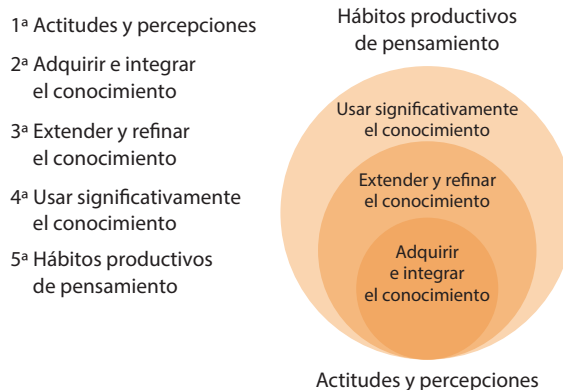 1ª Actitudes y percepciones
2ª Adquirir e integrar
el conocimiento
3ª Extender y refinar
el conocimiento
4ª Usar significativamente
el conocimiento
5ª Hábitos productivos
de pensamiento
Hábitos productivos
de pensamiento
Usar significativamente
el conocimiento
Extender y refinar
el conocimiento
Adquirir
e integrar
el conocimiento
Actitudes y percepciones